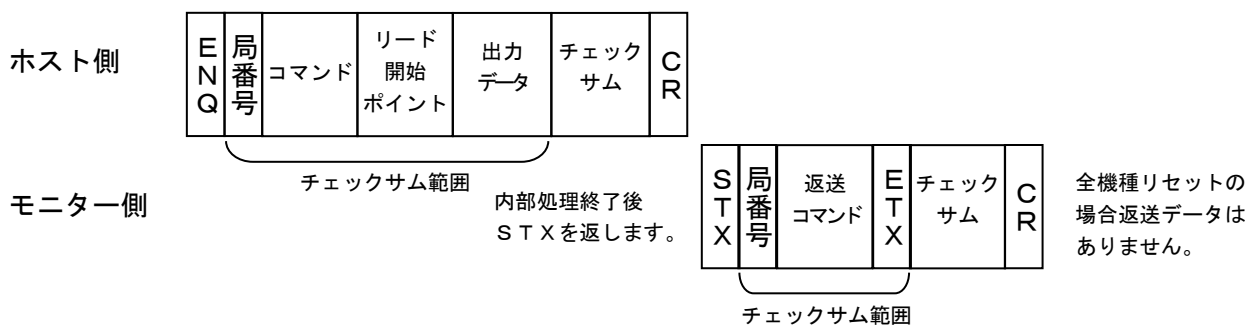 ホスト側
ENQ
局番号
コマンド
リード
開始
ポイント
出力
データ
チェック
サム
CR
チェックサム範囲
モニター側
内部処理終了後
ＳＴＸを返します。
STX
局番号
返送
コマンド
ETX
チェック
サム
CR
全機種リセットの
場合返送データは
ありません。
チェックサム範囲